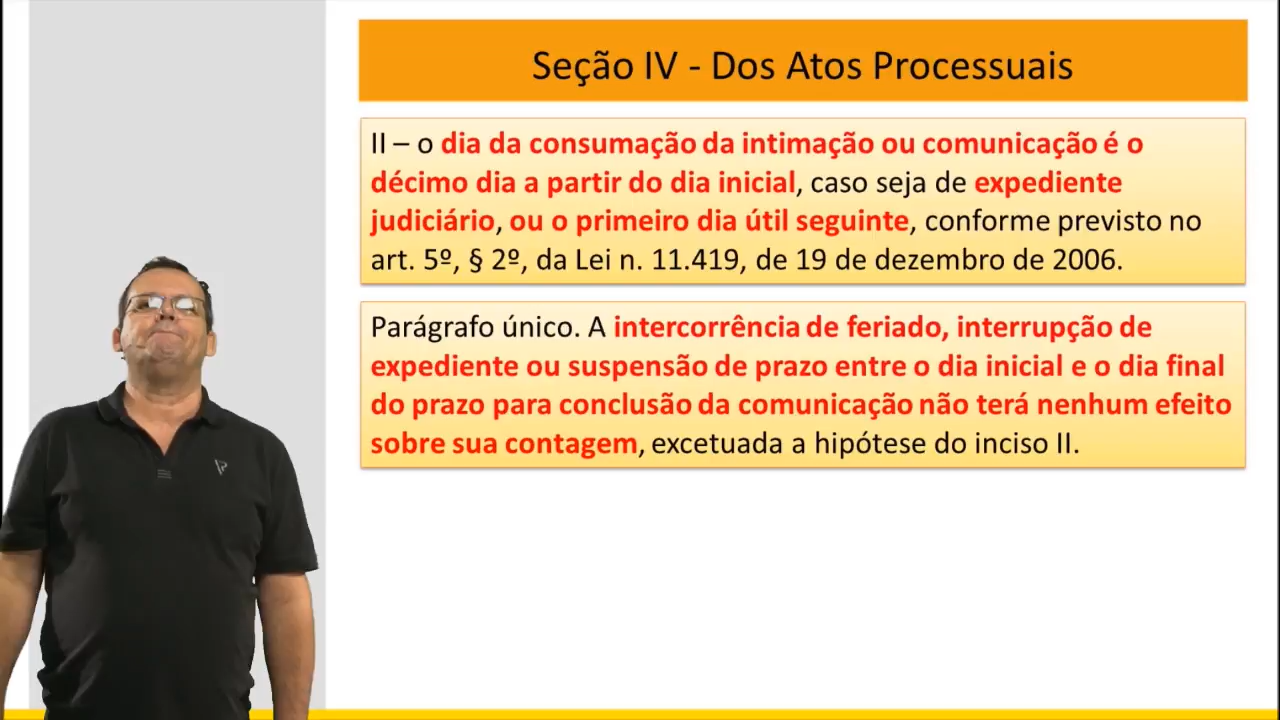 Seção IV - Dos Atos Processuais
II – o dia da consumação da intimação ou comunicação é o
décimo dia a partir do dia inicial, caso seja de expediente
judiciário, ou o primeiro dia útil seguinte, conforme previsto no
art. 5º, § 2º, da Lei n. 11.419, de 19 de dezembro de 2006.
Parágrafo único. A intercorrência de feriado, interrupção de
expediente ou suspensão de prazo entre o dia inicial e o dia final
do prazo para conclusão da comunicação não terá nenhum efeito
sobre sua contagem, excetuada a hipótese do inciso II.